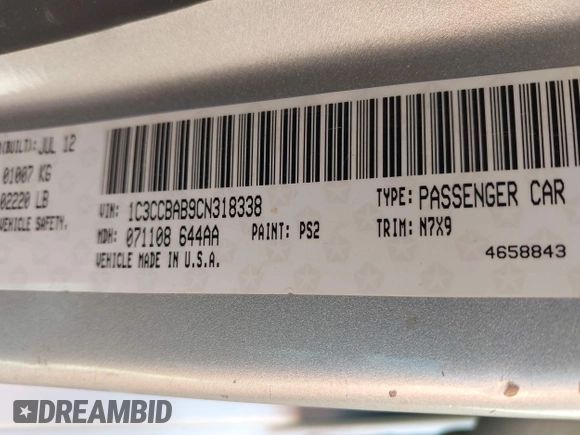 (BUILT): JUL 12
01007 KG
02220 LB
VEHICLE SAFETY.
VIN: 1C3CCBAB9CN318338
TYPE: PASSENGER CAR
MDH: 071108 644AA
PAINT: PS2
TRIM: N7X9
VEHICLE MADE IN U.S.A.
4658843
DREAMBID